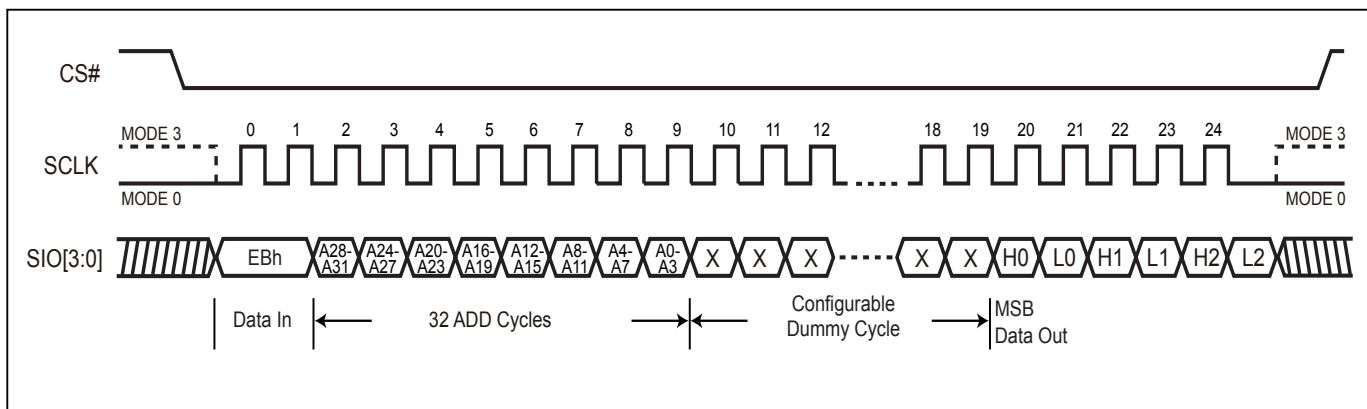 CS#
MODE 3
0 1 2 3 4 5 6 7 8 9 10 11 12 18 19 20 21 22 23 24
MODE 3
SCLK
MODE 0
MODE 0
SIO[3:0]
EBh
A28-
A31
A24-
A27
A20-
A23
A16-
A19
A12-
A15
A8-
A11
A4-
A7
A0-
A3
X X X X X H0 L0 H1 L1 H2 L2
Data In
32 ADD Cycles
Configurable
Dummy Cycle
MSB
Data Out